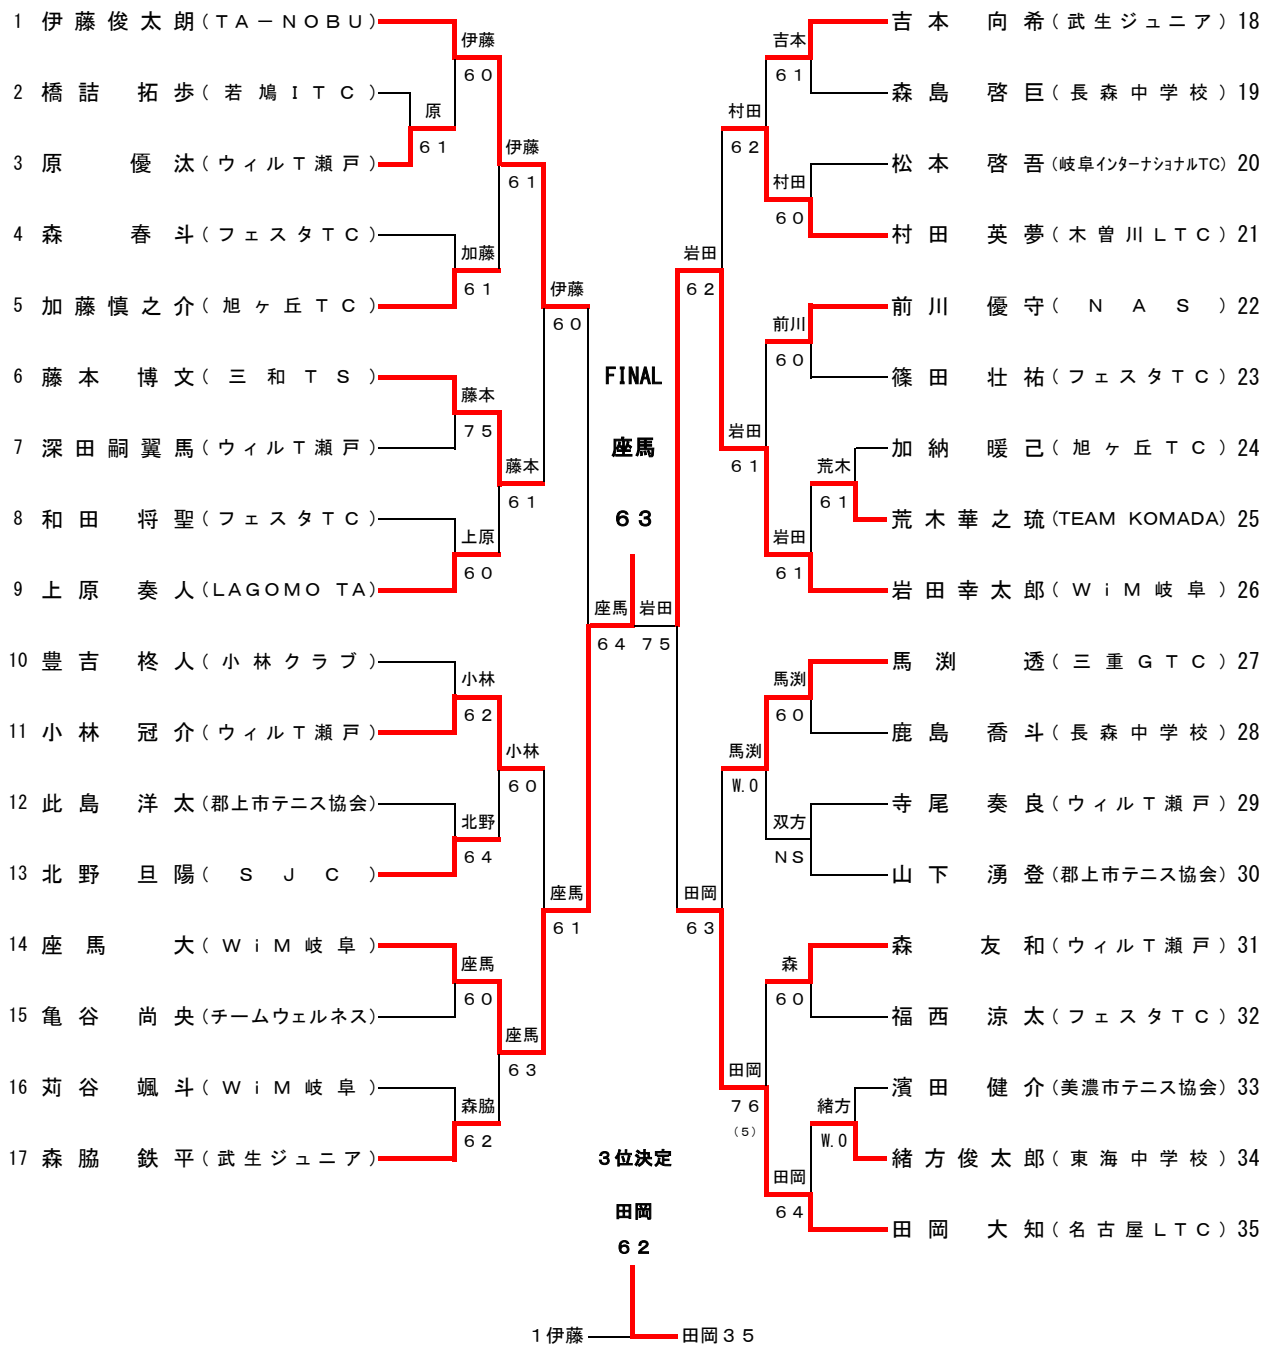 1 伊藤俊太朗(TA－NOBU)
2 橋詰 拓歩(若鳩ITC)
3 原 優汰(ウィルT瀬戸)
4 森 春斗(フェスタTC)
5 加藤慎之介(旭ヶ丘TC)
6 藤本 博文(三和TS)
7 深田嗣翼馬(ウィルT瀬戸)
8 和田 将聖(フェスタTC)
9 上原 奏人(LAGOMO TA)
10 豊吉 柊人(小林クラブ)
11 小林 冠介(ウィルT瀬戸)
12 此島 洋太(郡上市テニス協会)
13 北野 旦陽(SJC)
14 座馬 大(WiM岐阜)
15 亀谷 尚央(チームウェルネス)
16 苅谷 颯斗(WiM岐阜)
17 森脇 鉄平(武生ジュニア)
伊藤
60
原
61
加藤
61
藤本
75
上原
60
小林
62
北野
64
座馬
60
森脇
62
伊藤
61
藤本
61
小林
60
座馬
63
伊藤
60
座馬
61
座馬
64
FINAL
座馬
63
岩田
75
岩田
62
田岡
63
村田
62
岩田
61
馬渕
W.O
田岡
76
(5)
吉本
61
村田
60
前川
60
荒木
61
岩田
61
馬渕
60
双方
NS
森
60
緒方
W.O
田岡
64
吉本 向希(武生ジュニア) 18
森島 啓巨(長森中学校) 19
松本 啓吾(岐阜インターナショナルTC) 20
村田 英夢(木曽川LTC) 21
前川 優守(NAS) 22
篠田 壮祐(フェスタTC) 23
加納 暖己(旭ヶ丘TC) 24
荒木華之琉(TEAM KOMADA) 25
岩田幸太郎(WiM岐阜) 26
馬渕 透(三重GTC) 27
鹿島 喬斗(長森中学校) 28
寺尾 奏良(ウィルT瀬戸) 29
山下 湧登(郡上市テニス協会) 30
森 友和(ウィルT瀬戸) 31
福西 涼太(フェスタTC) 32
濱田 健介(美濃市テニス協会) 33
緒方俊太郎(東海中学校) 34
田岡 大知(名古屋LTC) 35
3位決定
田岡
62
1伊藤
田岡35